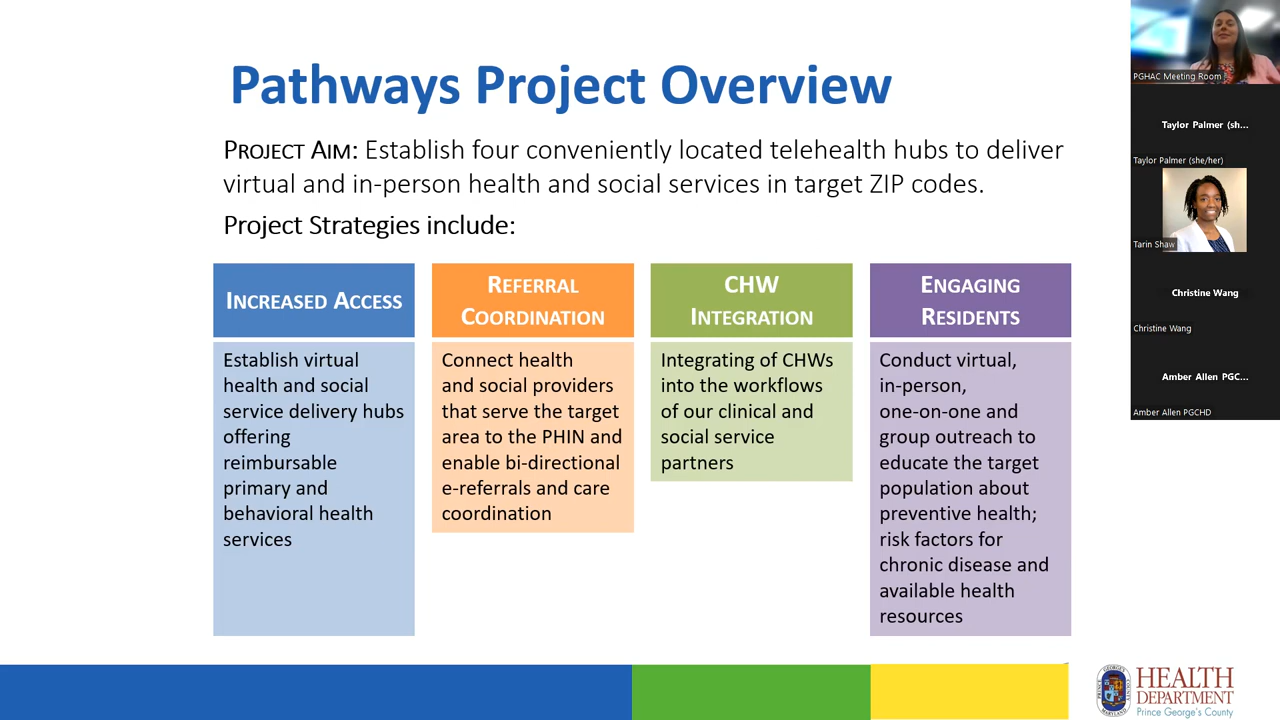 Pathways Project Overview
PROJECT AIM: Establish four conveniently located telehealth hubs to deliver
virtual and in-person health and social services in target ZIP codes.
Project Strategies include:
INCREASED ACCESS
Establish virtual
health and social
service delivery hubs
offering
reimbursable
primary and
behavioral health
services
REFERRAL
COORDINATION
Connect health
and social providers
that serve the target
area to the PHIN and
enable bi-directional
e-referrals and care
coordination
CHW
INTEGRATION
Integrating of CHWs
into the workflows
of our clinical and
social service
partners
ENGAGING
RESIDENTS
Conduct virtual,
in-person,
one-on-one and
group outreach to
educate the target
population about
preventive health;
risk factors for
chronic disease and
available health
resources
PGHAC Meeting Room
Taylor Palmer (sh...
Taylor Palmer (she/her)
Tarin Shaw
Christine Wang
Christine Wang
Amber Allen PGC...
Amber Allen PGCHD
HEALTH
DEPARTMENT
Prince George's County